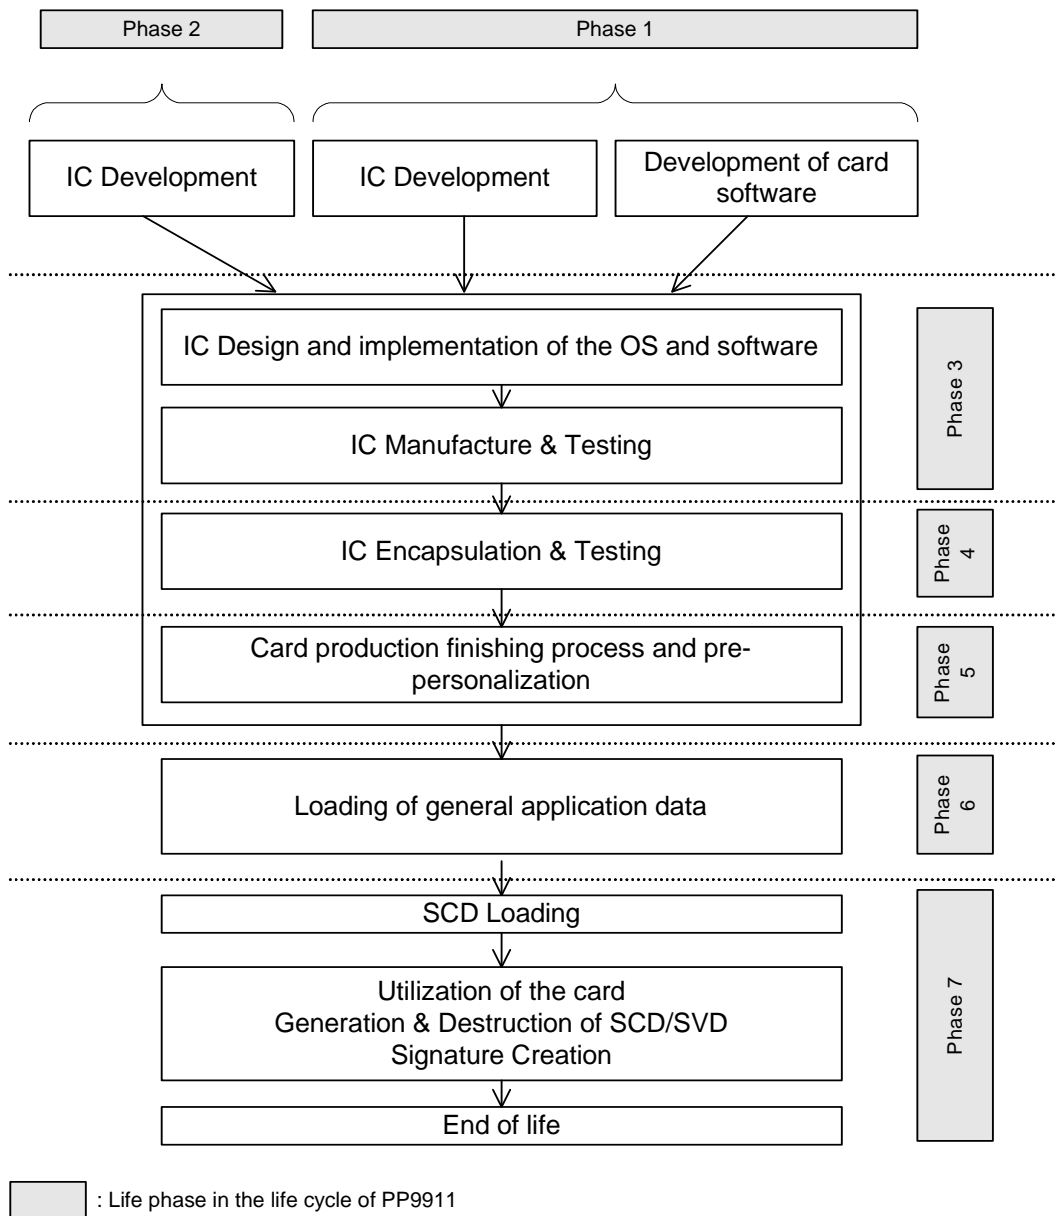 Phase 2
Phase 1
IC Development
IC Development
Development of card
software
IC Design and implementation of the OS and software
Phase 3
IC Manufacture & Testing
IC Encapsulation & Testing
Phase
4
Card production finishing process and pre-
personalization
Phase
5
Loading of general application data
Phase
6
SCD Loading
Utilization of the card
Generation & Destruction of SCD/SVD
Signature Creation
Phase 7
End of life
: Life phase in the life cycle of PP9911